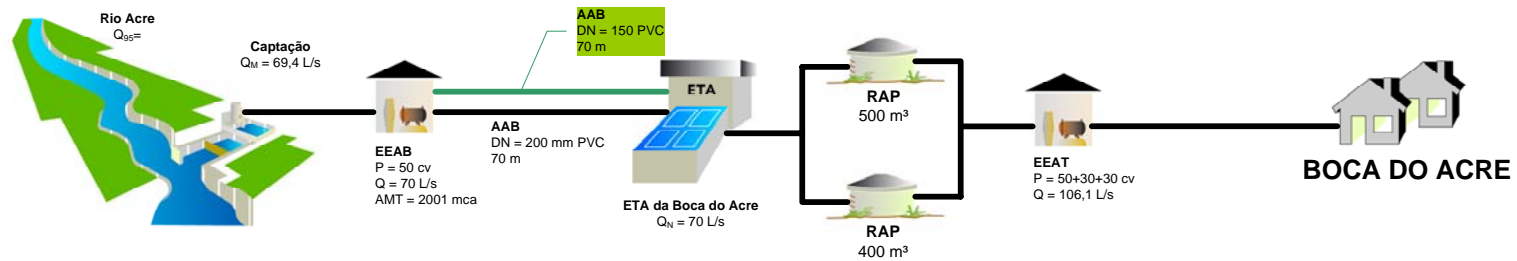 Rio Acre
Q95=
Captação
QM = 69,4 L/s
AAB
DN = 150 PVC
70 m
EEAB
P = 50 cv
Q = 70 L/s
AMT = 2001 mca
AAB
DN = 200 mm PVC
70 m
ETA
ETA da Boca do Acre
QN = 70 L/s
RAP
500 m³
RAP
400 m³
EEAT
P = 50+30+30 cv
Q = 106,1 L/s
BOCA DO ACRE